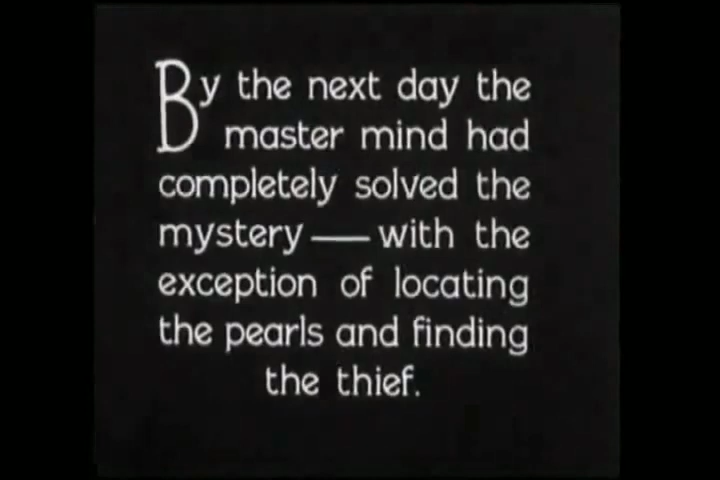 By the next day the
master mind had
completely solved the
mystery — with the
exception of locating
the pearls and finding
the thief.